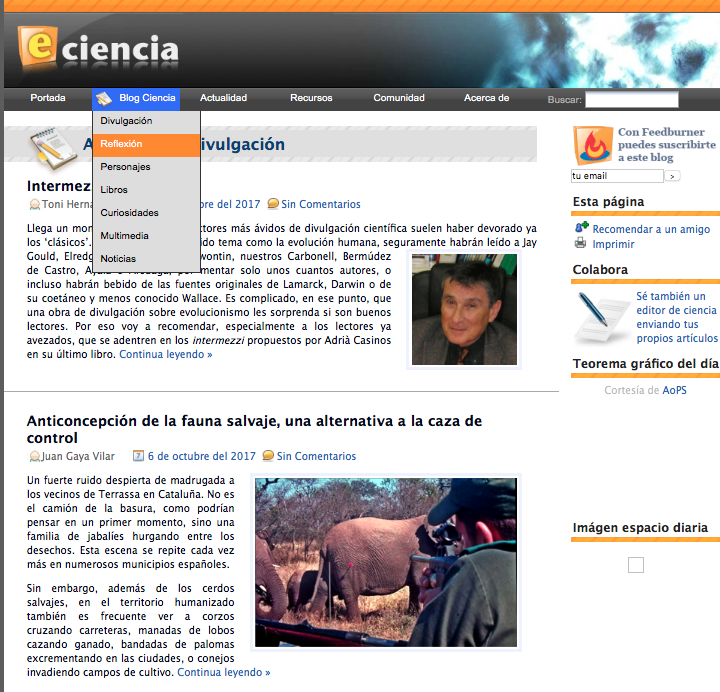 e ciencia
Portada
Blog Ciencia
Actualidad
Recursos
Comunidad
Acerca de
Buscar:
Divulgación
Reflexión
Personajes
Libros
Curiosidades
Multimedia
Noticias
A
ivulgación
Intermezz
Toni Hern
bre del 2017
Sin Comentarios
Llega un mo
ctores más ávidos de divulgación científica suelen haber devorado ya
los ‘clásicos’.
ido tema como la evolución humana, seguramente habrán leído a Jay
Gould, Eldredg
wontin, nuestros Carbonell, Bermúdez
de Castro,
mentar solo unos cuantos autores, o
incluso habrán bebido de las fuentes originales de Lamarck, Darwin o de
su coetáneo y menos conocido Wallace. Es complicado, en ese punto, que
una obra de divulgación sobre evolucionismo les sorprenda si son buenos
lectores. Por eso voy a recomendar, especialmente a los lectores ya
avezados, que se adentren en los intermezzi propuestos por Adrià Casinos
en su último libro. Continua leyendo »
Anticoncepción de la fauna salvaje, una alternativa a la caza de
control
Juan Gaya Vilar
6 de octubre del 2017
Sin Comentarios
Un fuerte ruido despierta de madrugada a
los vecinos de Terrassa en Cataluña. No es
el camión de la basura, como podrían
pensar en un primer momento, sino una
familia de jabalíes hurgando entre los
desechos. Esta escena se repite cada vez
más en numerosos municipios españoles.
Sin embargo, además de los cerdos
salvajes, en el territorio humanizado
también es frecuente ver a corzos
cruzando carreteras, manadas de lobos
cazando ganado, bandadas de palomas
excrementando en las ciudades, o conejos
invadiendo campos de cultivo. Continua leyendo »
Con Feedburner
puedes suscribirte
a este blog
tu email
>
Esta página
Recomendar a un amigo
Imprimir
Colabora
Sé también un
editor de ciencia
enviando tus
propios artículos
Teorema gráfico del día
Cortesía de AoPS
Imágen espacio diaria